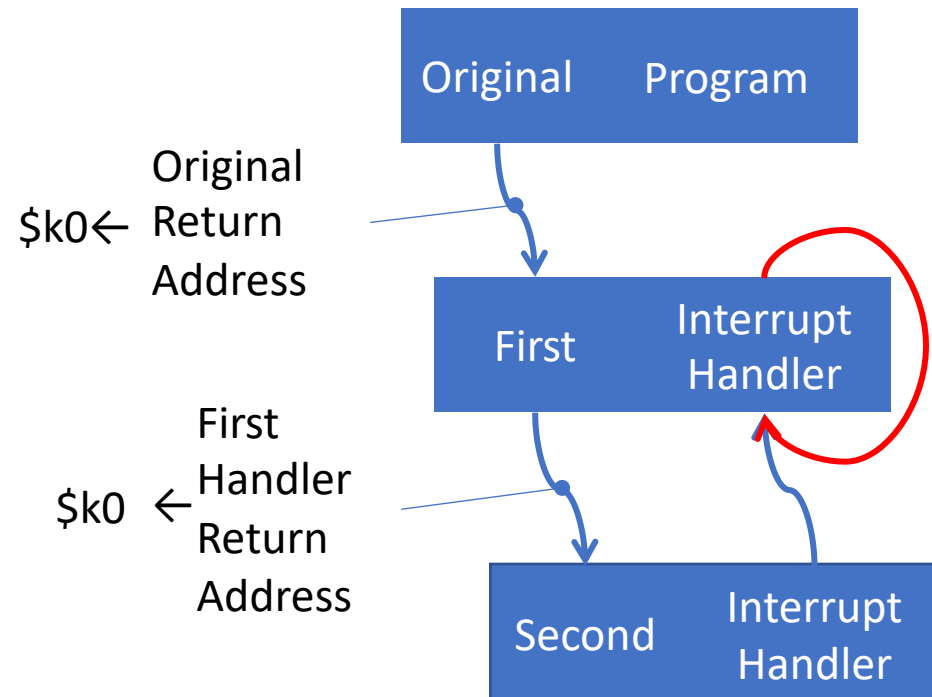 Original Program
Original
$k0← Return
Address
First Interrupt
Handler
First
Handler
$k0 ← Return
Address
Second Interrupt
Handler